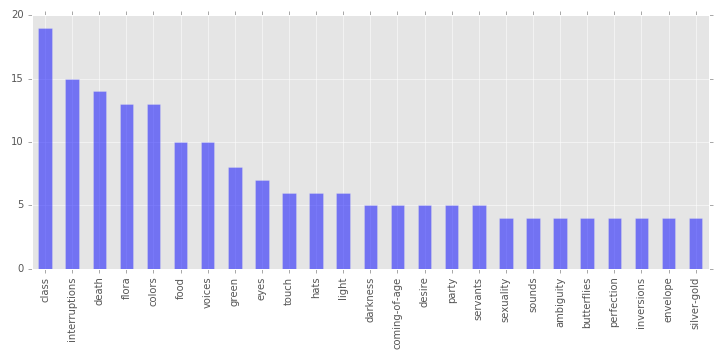 20
15
10
5
0
class
interruptions
death
flora
colors
food
voices
green
eyes
touch
hats
light
darkness
coming-of-age
desire
party
servants
sexuality
sounds
ambiguity
butterflies
perfection
inversions
envelope
silver-gold